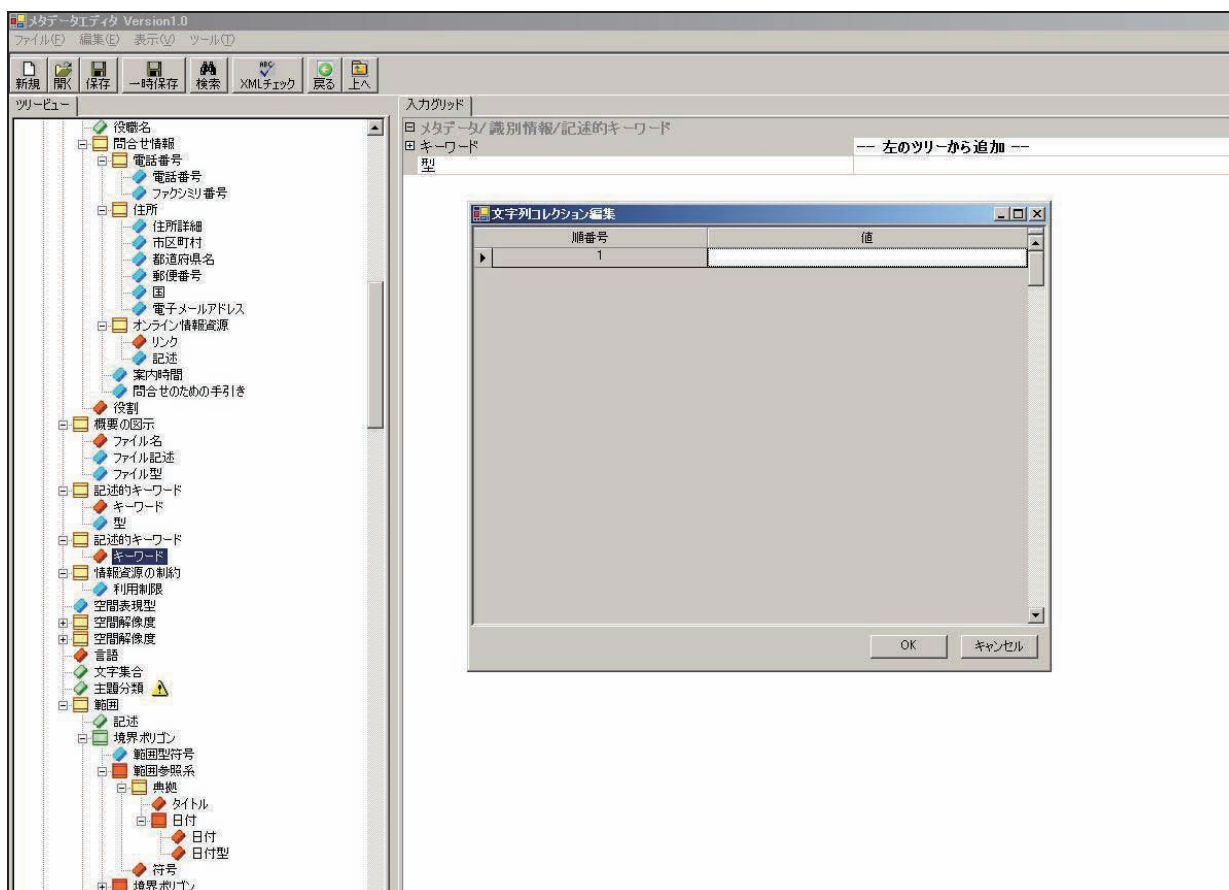 メタデータエディタ Version1.0
ファイル(F) 編集(E) 表示(V) ツール(T)
新規 開く 保存 一時保存 検索 XMLチェック 戻る 上へ
ツリービュー
役職名
問合せ情報
電話番号
電話番号
ファクシミリ番号
住所
住所詳細
市区町村
都道府県名
郵便番号
国
電子メールアドレス
オンライン情報資源
リンク
記述
案内時間
問合せのための手引き
役割
概要の図示
ファイル名
ファイル記述
ファイル型
記述的キーワード
キーワード
型
記述的キーワード
キーワード
情報資源の制約
利用制限
空間表現型
空間解像度
空間解像度
言語
文字集合
主題分類
範囲
記述
境界ポリゴン
範囲型符号
範囲参照系
典拠
タイトル
日付
日付
日付型
符号
境界ポリゴン
入力グリッド
メタデータ/識別情報/記述的キーワード
キーワード -- 左のツリーから追加 --
型
文字列コレクション編集
順番号 値
1
OK キャンセル